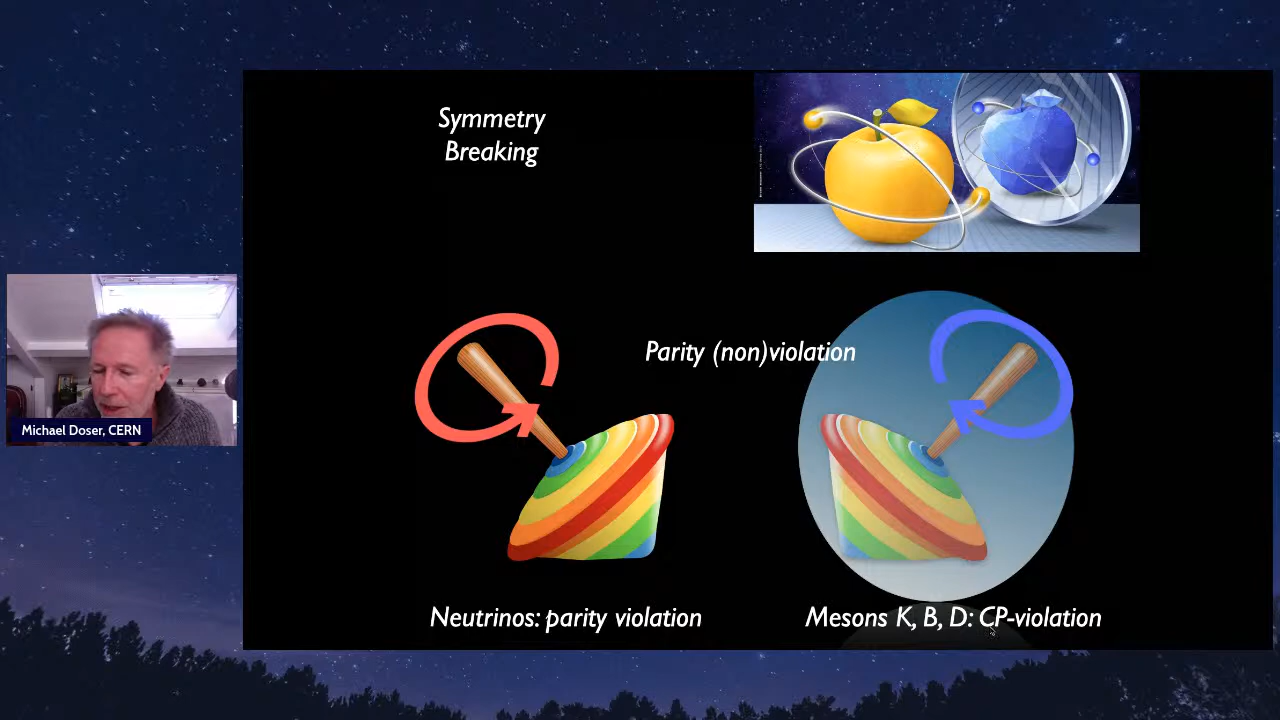 Symmetry
Breaking
Parity (non)violation
Michael Doser, CERN
Neutrinos: parity violation
Mesons K, B, D: CP-violation